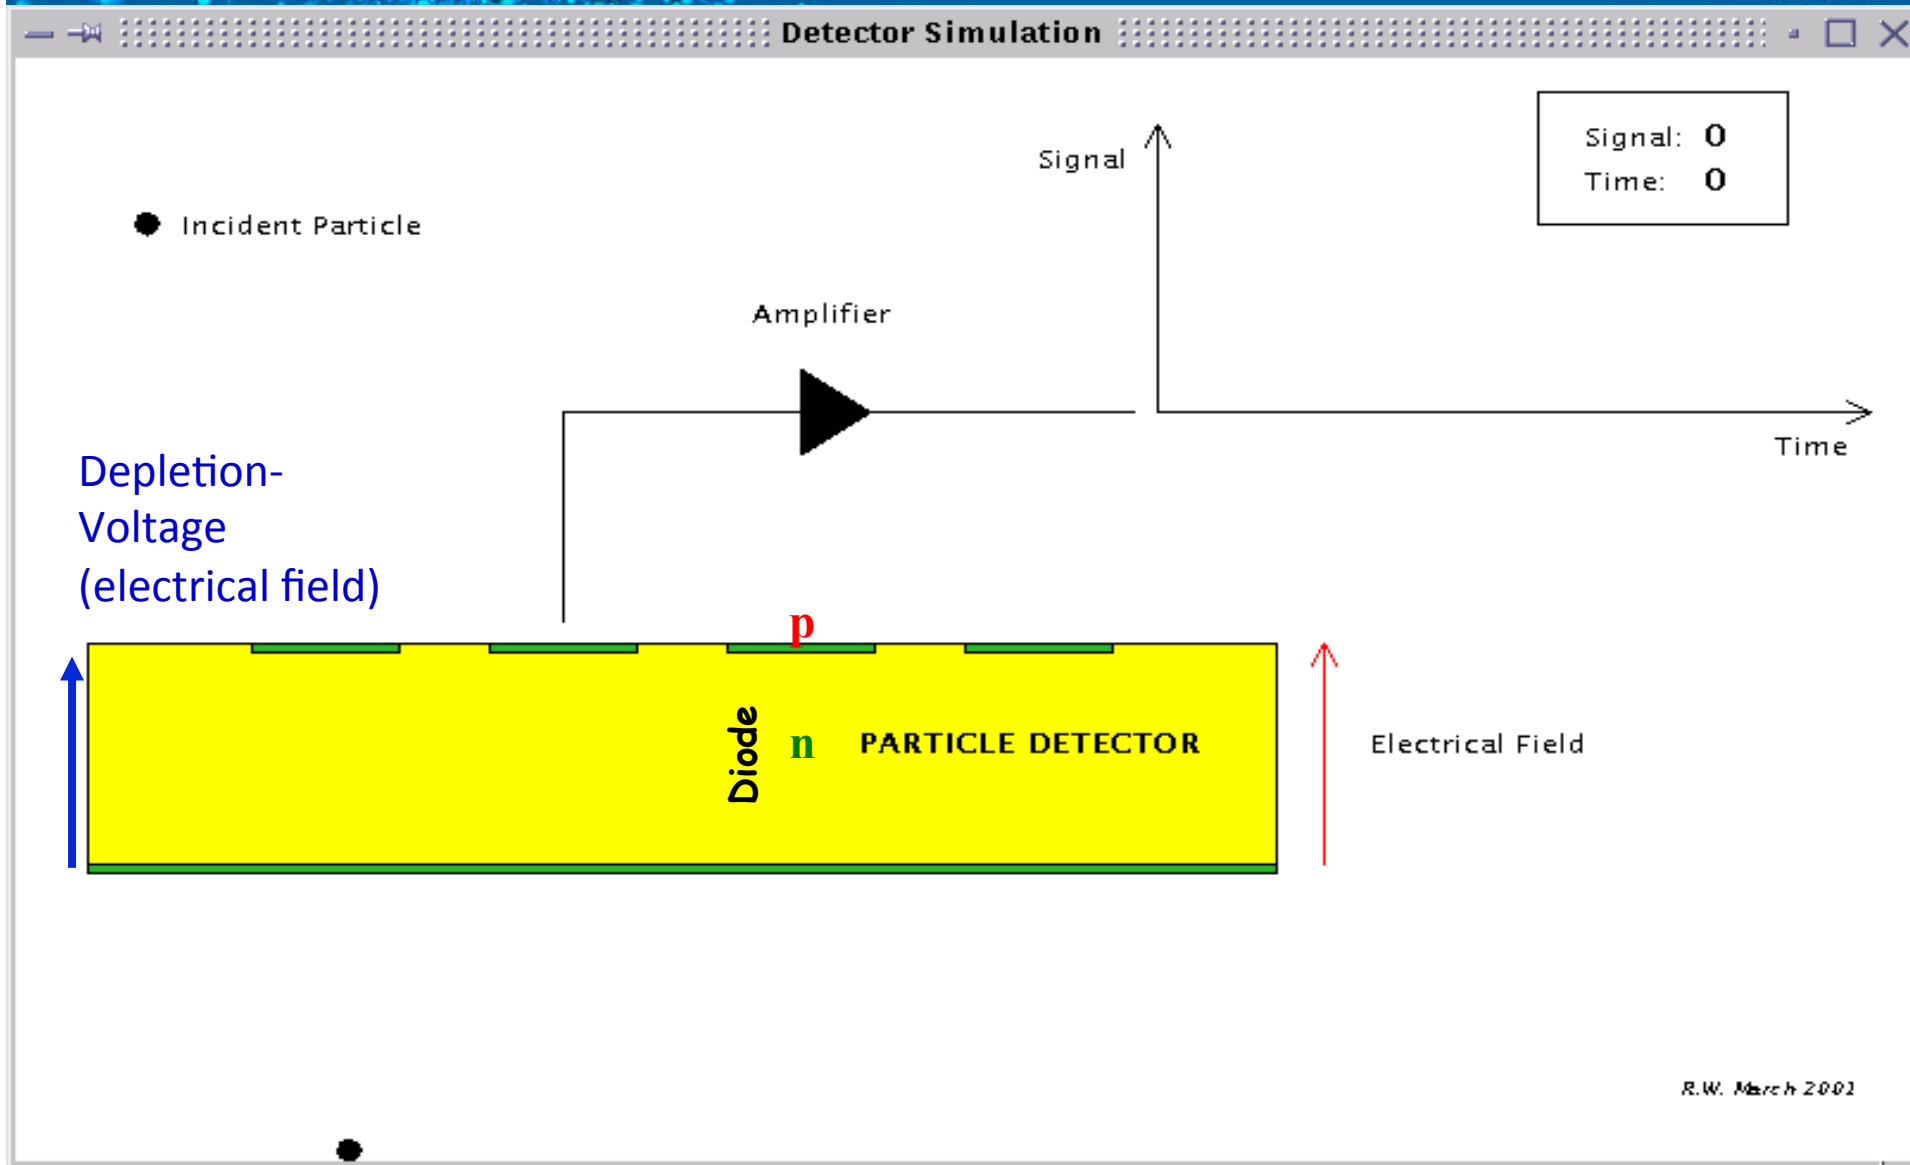 Detector Simulation
Signal: 0
Time: 0
Signal
Incident Particle
Amplifier
Time
Depletion-
Voltage
(electrical field)
p
Diode
n
PARTICLE DETECTOR
Electrical Field
R.W. March 2001